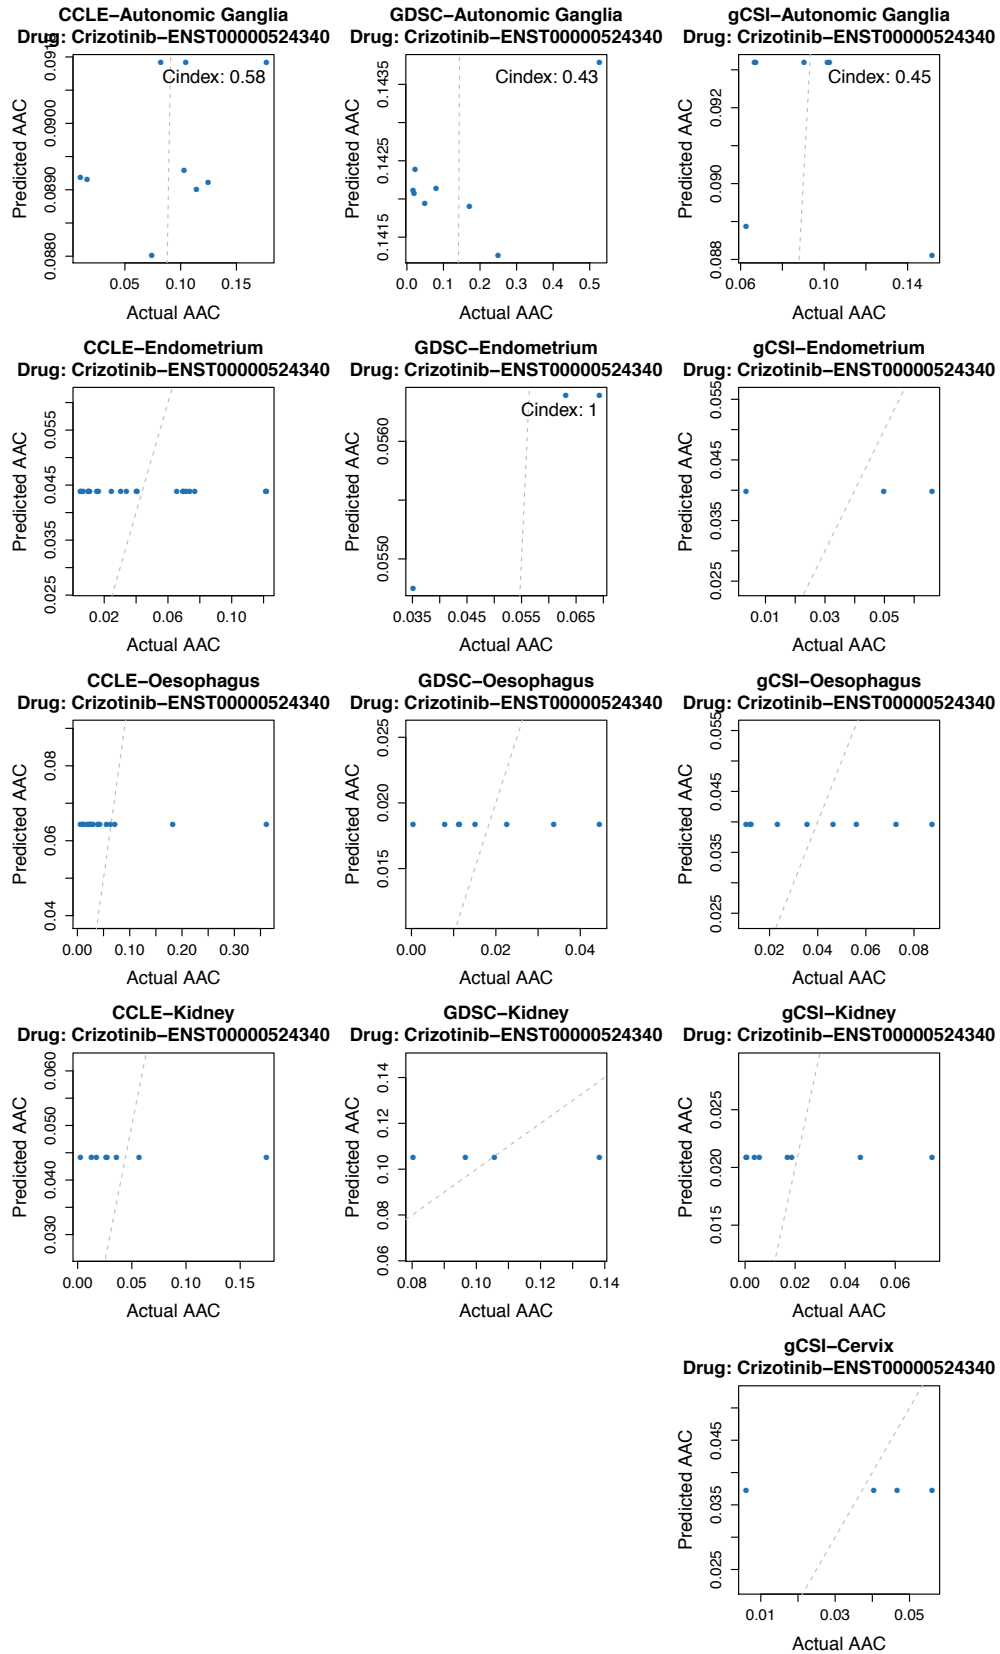 CCLE−Autonomic Ganglia
Drug: Crizotinib−ENST00000524340
Cindex: 0.58
Predicted AAC
0.0880 0.0890 0.0900 0.0910
0.05 0.10 0.15
Actual AAC
GDSC−Autonomic Ganglia
Drug: Crizotinib−ENST00000524340
Cindex: 0.43
Predicted AAC
0.1415 0.1425 0.1435
0.0 0.1 0.2 0.3 0.4 0.5
Actual AAC
gCSI−Autonomic Ganglia
Drug: Crizotinib−ENST00000524340
Cindex: 0.45
Predicted AAC
0.088 0.090 0.092
0.06 0.10 0.14
Actual AAC
CCLE−Endometrium
Drug: Crizotinib−ENST00000524340
Predicted AAC
0.025 0.035 0.045 0.055
0.02 0.06 0.10
Actual AAC
GDSC−Endometrium
Drug: Crizotinib−ENST00000524340
Cindex: 1
Predicted AAC
0.0550 0.0560
0.035 0.045 0.055 0.065
Actual AAC
gCSI−Endometrium
Drug: Crizotinib−ENST00000524340
Predicted AAC
0.025 0.035 0.045 0.055
0.01 0.03 0.05
Actual AAC
CCLE−Oesophagus
Drug: Crizotinib−ENST00000524340
Predicted AAC
0.04 0.06 0.08
0.00 0.10 0.20 0.30
Actual AAC
GDSC−Oesophagus
Drug: Crizotinib−ENST00000524340
Predicted AAC
0.015 0.020 0.025
0.00 0.02 0.04
Actual AAC
gCSI−Oesophagus
Drug: Crizotinib−ENST00000524340
Predicted AAC
0.025 0.035 0.045 0.055
0.02 0.04 0.06 0.08
Actual AAC
CCLE−Kidney
Drug: Crizotinib−ENST00000524340
Predicted AAC
0.030 0.040 0.050 0.060
0.00 0.05 0.10 0.15
Actual AAC
GDSC−Kidney
Drug: Crizotinib−ENST00000524340
Predicted AAC
0.06 0.08 0.10 0.12 0.14
0.08 0.10 0.12 0.14
Actual AAC
gCSI−Kidney
Drug: Crizotinib−ENST00000524340
Predicted AAC
0.015 0.020 0.025
0.00 0.02 0.04 0.06
Actual AAC
gCSI−Cervix
Drug: Crizotinib−ENST00000524340
Predicted AAC
0.025 0.035 0.045
0.01 0.03 0.05
Actual AAC